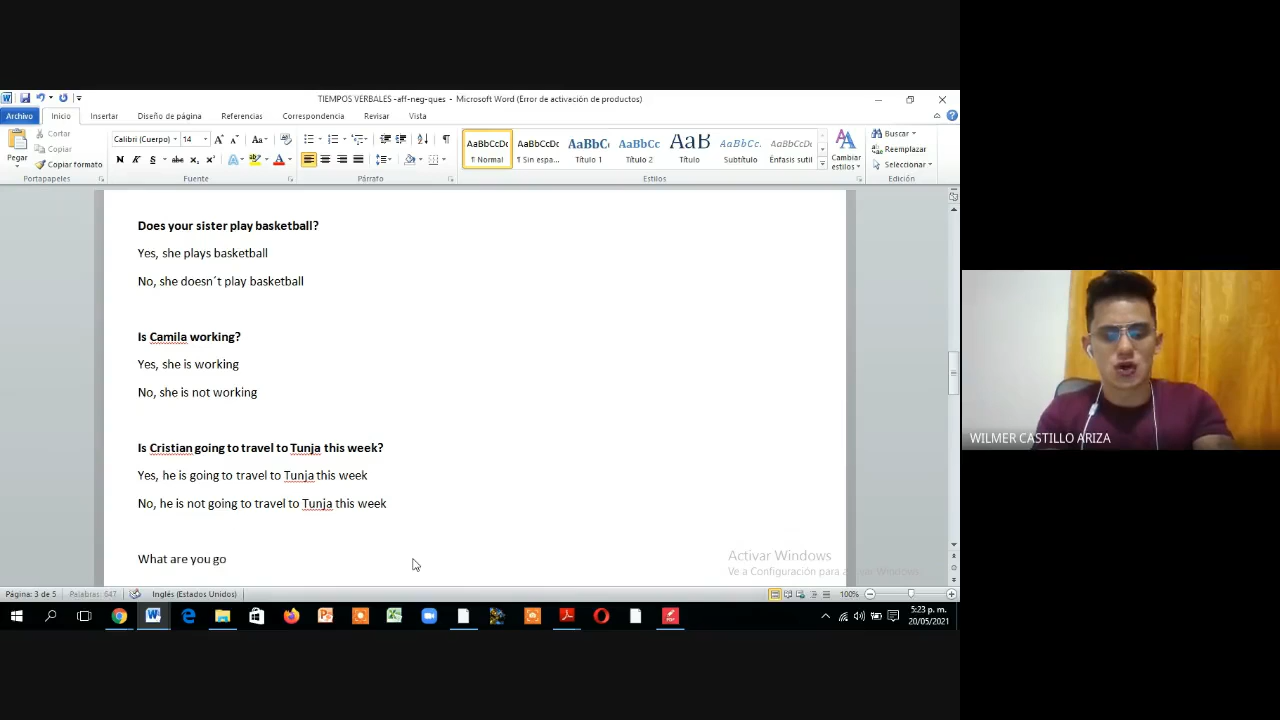 TIEMPOS VERBALES -aff-neg-ques - Microsoft Word (Error de activación de productos)
Archivo Inicio Insertar Diseño de página Referencias Correspondencia Revisar Vista
Pegar
Cortar
Copiar
Copiar formato
Portapapeles
Calibri (Cuerpo) 14
Fuente
Párrafo
AaBbCcDc AaBbCcDc AaBbCc AaBbCc AaB AaBbCc. AaBbCcDc
¶ Normal ¶ Sin espa... Título 1 Título 2 Título Subtítulo Énfasis sutil
Cambiar
estilos
Estilos
Buscar
Reemplazar
Seleccionar
Edición
Does your sister play basketball?
Yes, she plays basketball
No, she doesn´t play basketball
Is Camila working?
Yes, she is working
No, she is not working
Is Cristian going to travel to Tunja this week?
Yes, he is going to travel to Tunja this week
No, he is not going to travel to Tunja this week
What are you go
Activar Windows
Ve a Configuración para activar Windows.
Página: 3 de 5 Palabras: 647 Inglés (Estados Unidos) 100%
5:23 p. m.
20/05/2021
WILMER CASTILLO ARIZA